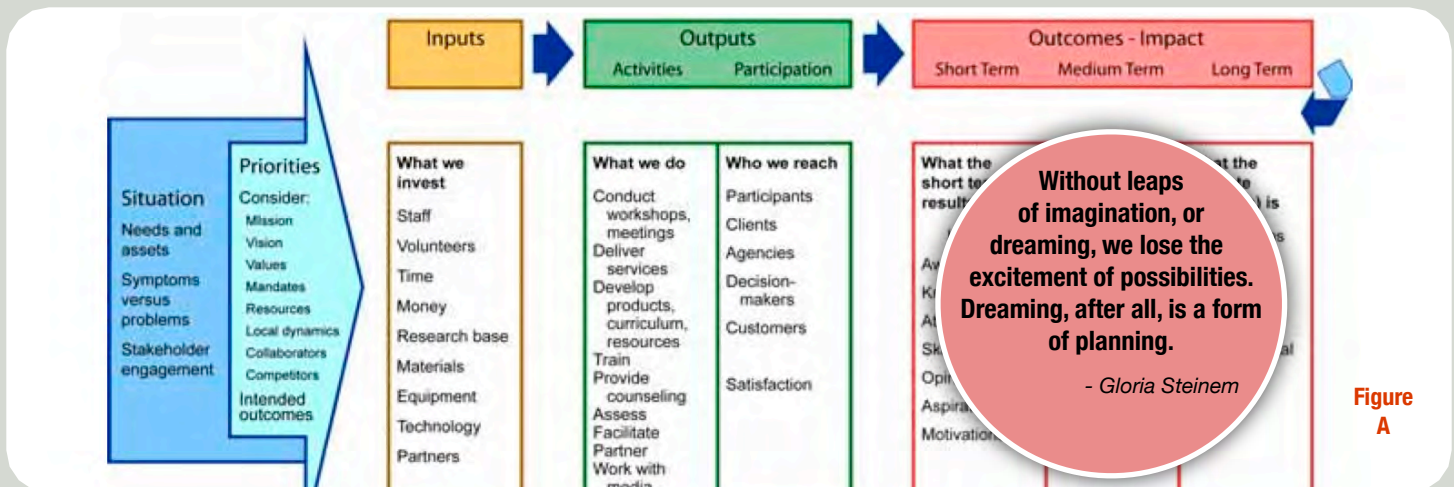 Inputs
Outputs
Activities Participation
Outcomes - Impact
Short Term Medium Term Long Term
Situation
Needs and
assets
Symptoms
versus
problems
Stakeholder
engagement
Priorities
Consider:
Mission
Vision
Values
Mandates
Resources
Local dynamics
Collaborators
Competitors
Intended
outcomes
What we
invest
Staff
Volunteers
Time
Money
Research base
Materials
Equipment
Technology
Partners
What we do
Conduct
workshops,
meetings
Deliver
services
Develop
products,
curriculum,
resources
Train
Provide
counseling
Assess
Facilitate
Partner
Work with
media
Who we reach
Participants
Clients
Agencies
Decision-
makers
Customers
Satisfaction
What the
short
is
Without leaps
of imagination, or
dreaming, we lose the
excitement of possibilities.
Dreaming, after all, is a form
of planning.
- Gloria Steinem
Figure
A